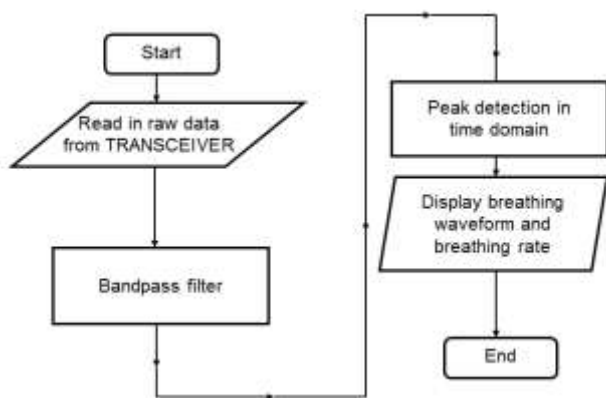 Start
Read in raw data
from TRANSCEIVER
Bandpass filter
Peak detection in
time domain
Display breathing
waveform and
breathing rate
End